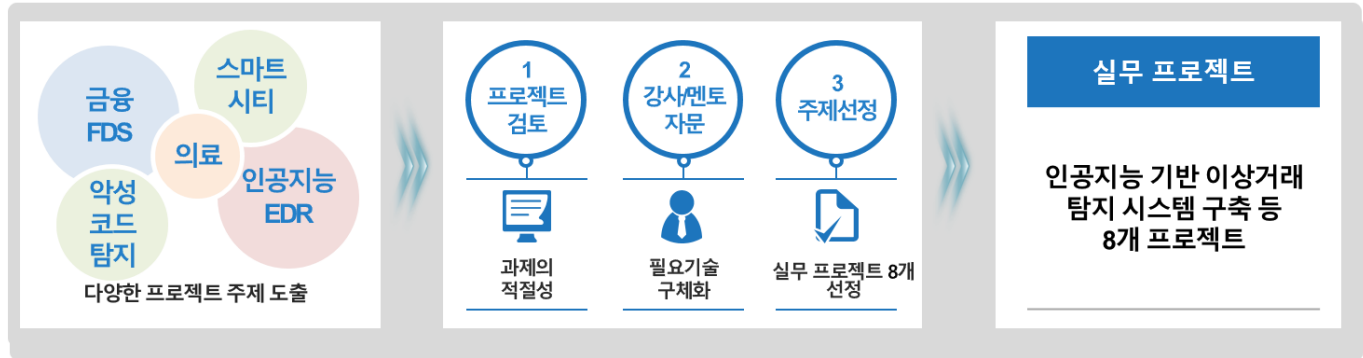 금융
FDS
스마트
시티
의료
인공지능
EDR
악성
코드
탐지
다양한 프로젝트 주제 도출
1
프로젝트
검토
과제의
적절성
2
강사/멘토
자문
필요기술
구체화
3
주제선정
실무 프로젝트 8개
선정
실무 프로젝트
인공지능 기반 이상거래
탐지 시스템 구축 등
8개 프로젝트